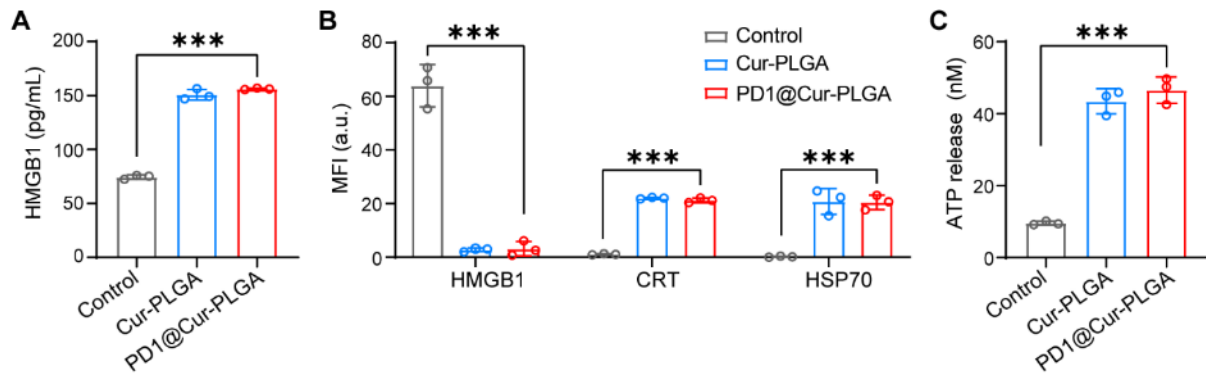 A
HMGB1 (pg/mL)
200
150
100
50
0
***
Control
Cur-PLGA
PD1@Cur-PLGA
B
MFI (a.u.)
80
60
40
20
0
***
***
***
HMGB1
CRT
HSP70
Control
Cur-PLGA
PD1@Cur-PLGA
C
ATP release (nM)
60
40
20
0
***
Control
Cur-PLGA
PD1@Cur-PLGA